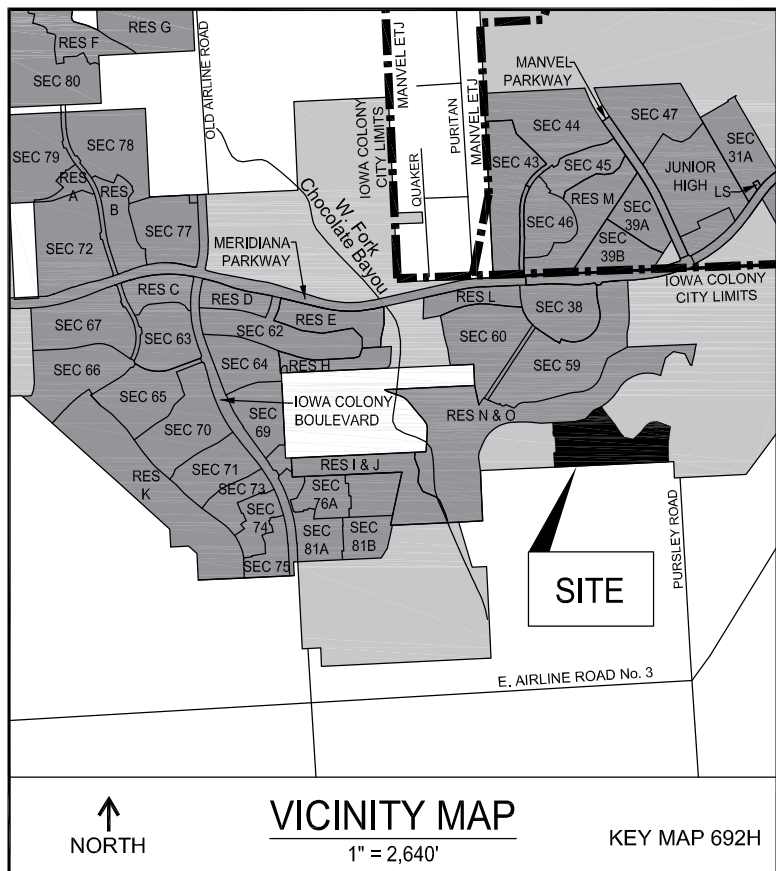 RES G
RES F
SEC 80
OLD AIRLINE ROAD
SEC 79
SEC 78
RES
A
RES
B
SEC 72
SEC 77
IOWA COLONY
CITY LIMITS
MANVEL ETJ
QUAKER
PURITAN
MANVEL ETJ
W. Fork
Chocolate Bayou
MERIDIANA
PARKWAY
MANVEL
PARKWAY
SEC 44
SEC 47
SEC 43
SEC 45
SEC
31A
JUNIOR
HIGH
LS
RES M
SEC 46
SEC
39A
SEC
39B
IOWA COLONY
CITY LIMITS
RES C
RES D
RES E
RES L
SEC 38
SEC 67
SEC 63
SEC 62
SEC 60
SEC 59
SEC 66
SEC 64
RES H
SEC 65
IOWA COLONY
BOULEVARD
SEC
69
RES N & O
SEC 70
RES
K
SEC 71
RES I & J
SEC 73
SEC
76A
SEC
74
SEC
81A
SEC
81B
SEC 75
SITE
PURSLEY ROAD
E. AIRLINE ROAD No. 3
NORTH
VICINITY MAP
1" = 2,640'
KEY MAP 692H